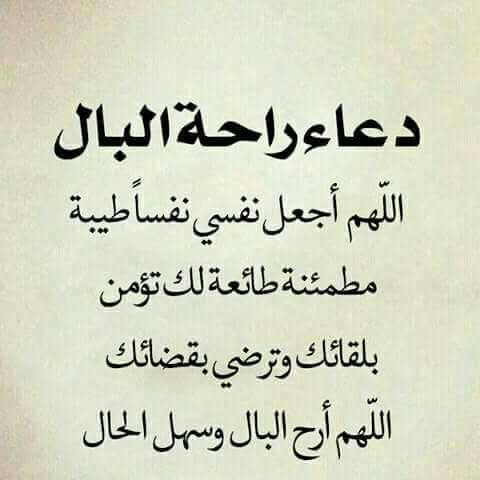 دعاء راحة البال
اللّهم أجعل نفسي نفساً طيبة
مطمئنة طائعة لك تؤمن
بلقائك وترضي بقضائك
اللّهم أرح البال وسهل الحال